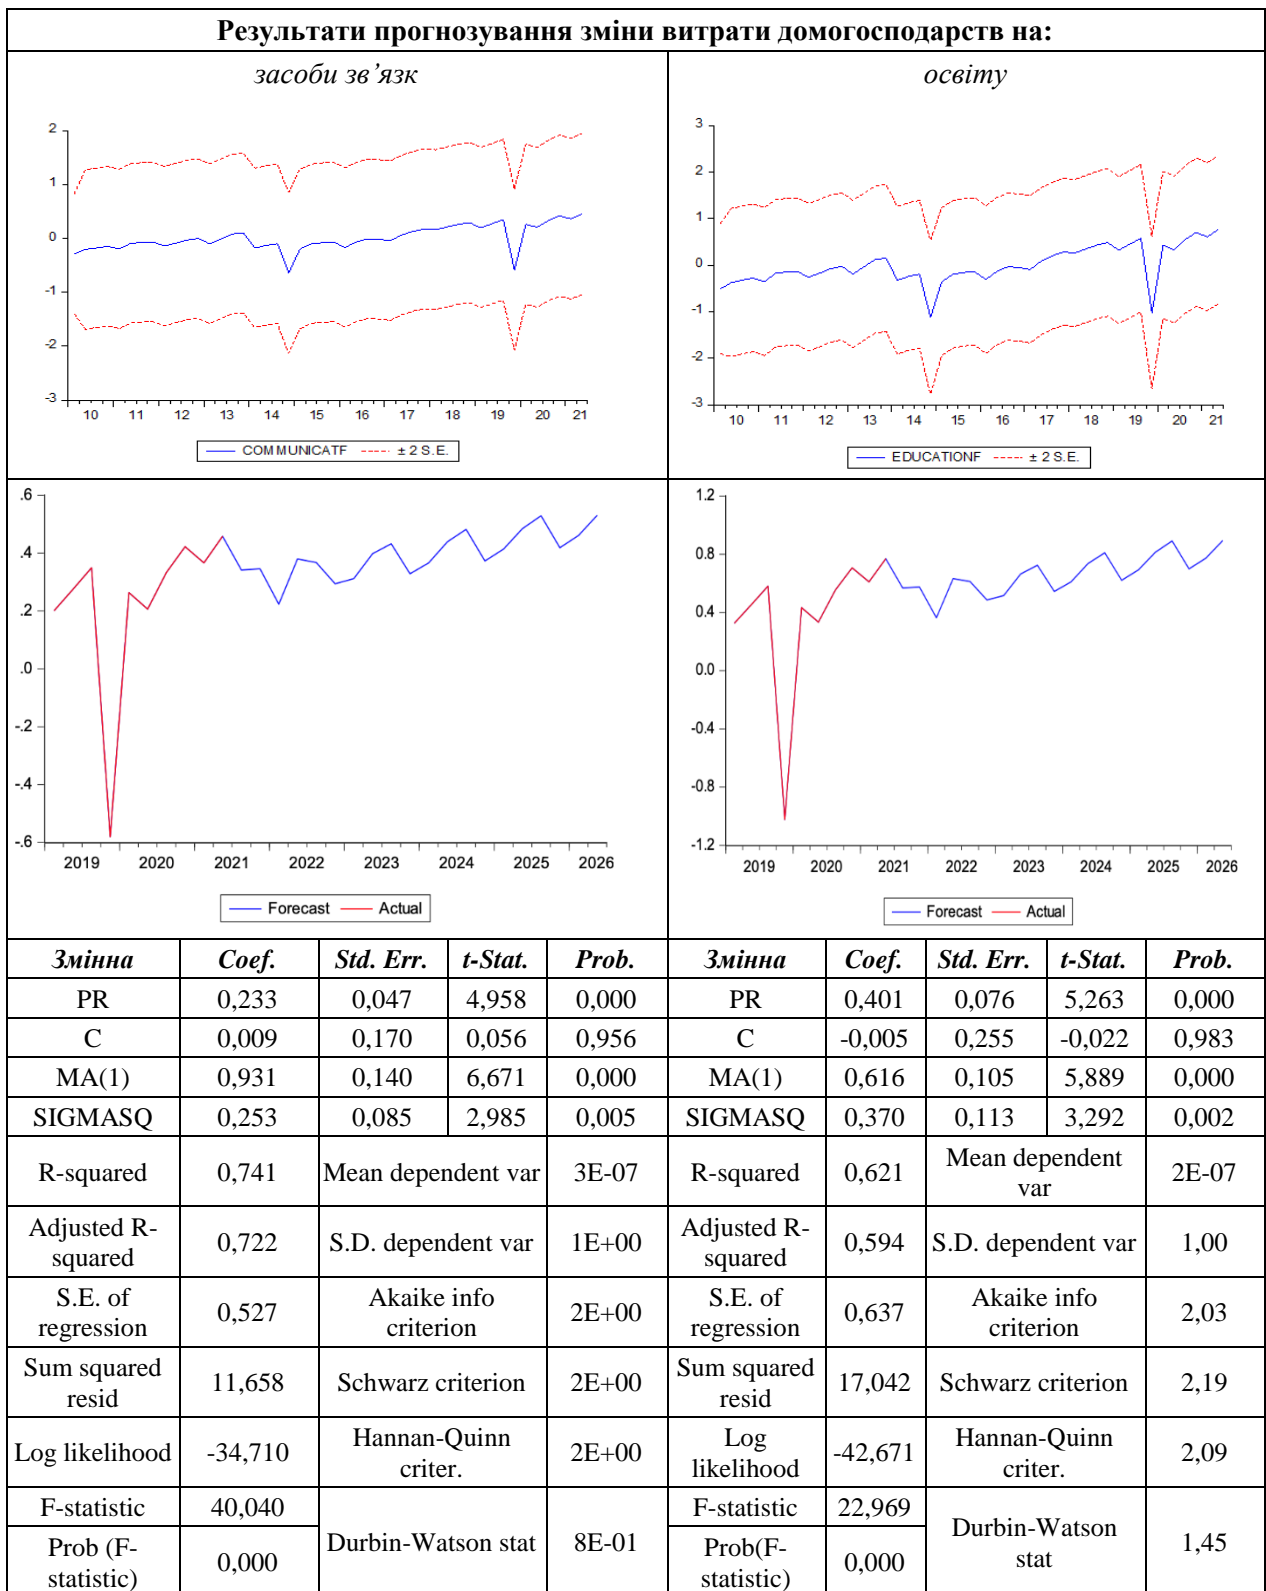 Результати прогнозування зміни витрати домогосподарств на:
засоби зв’язк
2
1
0
-1
-2
-3
10 11 12 13 14 15 16 17 18 19 20 21
COMMUNICATF ± 2 S.E.
освіту
3
2
1
0
-1
-2
-3
10 11 12 13 14 15 16 17 18 19 20 21
EDUCATIONF ± 2 S.E.
.6
.4
.2
.0
-.2
-.4
-.6
2019 2020 2021 2022 2023 2024 2025 2026
Forecast Actual
1.2
0.8
0.4
0.0
-0.4
-0.8
-1.2
2019 2020 2021 2022 2023 2024 2025 2026
Forecast Actual
Змінна Coef. Std. Err. t-Stat. Prob. Змінна Coef. Std. Err. t-Stat. Prob.
PR 0,233 0,047 4,958 0,000 PR 0,401 0,076 5,263 0,000
C 0,009 0,170 0,056 0,956 C -0,005 0,255 -0,022 0,983
MA(1) 0,931 0,140 6,671 0,000 MA(1) 0,616 0,105 5,889 0,000
SIGMASQ 0,253 0,085 2,985 0,005 SIGMASQ 0,370 0,113 3,292 0,002
R-squared 0,741 Mean dependent var 3E-07 R-squared 0,621 Mean dependent
var 2E-07
Adjusted R-
squared 0,722 S.D. dependent var 1E+00 Adjusted R-
squared 0,594 S.D. dependent var 1,00
S.E. of
regression 0,527 Akaike info
criterion 2E+00 S.E. of
regression 0,637 Akaike info
criterion 2,03
Sum squared
resid 11,658 Schwarz criterion 2E+00 Sum squared
resid 17,042 Schwarz criterion 2,19
Log likelihood -34,710 Hannan-Quinn
criter. 2E+00 Log
likelihood -42,671 Hannan-Quinn
criter. 2,09
F-statistic 40,040 Durbin-Watson stat 8E-01 F-statistic 22,969 Durbin-Watson
stat 1,45
Prob (F-
statistic) 0,000 Prob(F-
statistic) 0,000